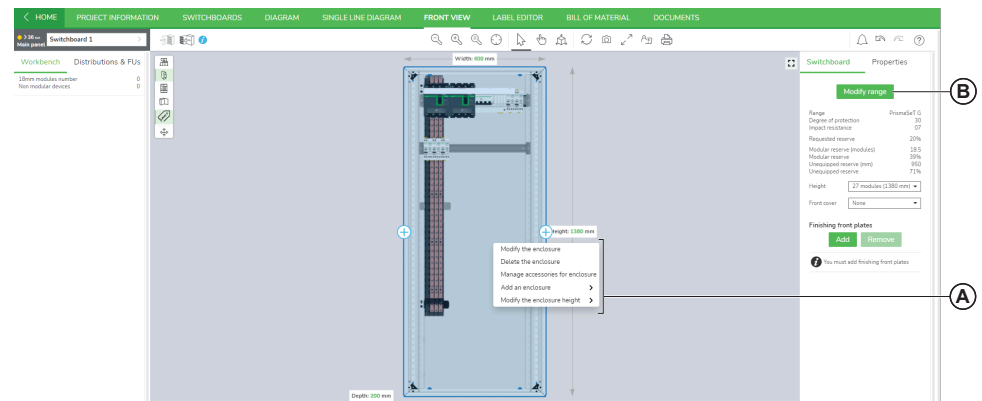 HOME PROJECT INFORMATION SWITCHBOARDS DIAGRAM SINGLE LINE DIAGRAM FRONT VIEW LABEL EDITOR BILL OF MATERIAL DOCUMENTS
Main panel
Switchboard 1
Workbench Distributions & FUs
18mm modules number 0
Non modular devices 0
Width: 600 mm
Height: 1380 mm
Depth: 200 mm
Modify the enclosure
Delete the enclosure
Manage accessories for enclosure
Add an enclosure
Modify the enclosure height
Switchboard Properties
Modify range
Range PrismaSeT G
Degree of protection 30
Impact resistance 07
Requested reserve 20%
Modular reserve (modules) 18.5
Modular reserve 39%
Unequipped reserve (mm) 950
Unequipped reserve 71%
Height 27 modules (1380 mm)
Front cover None
Finishing front plates
Add Remove
You must add finishing front plates
B
A